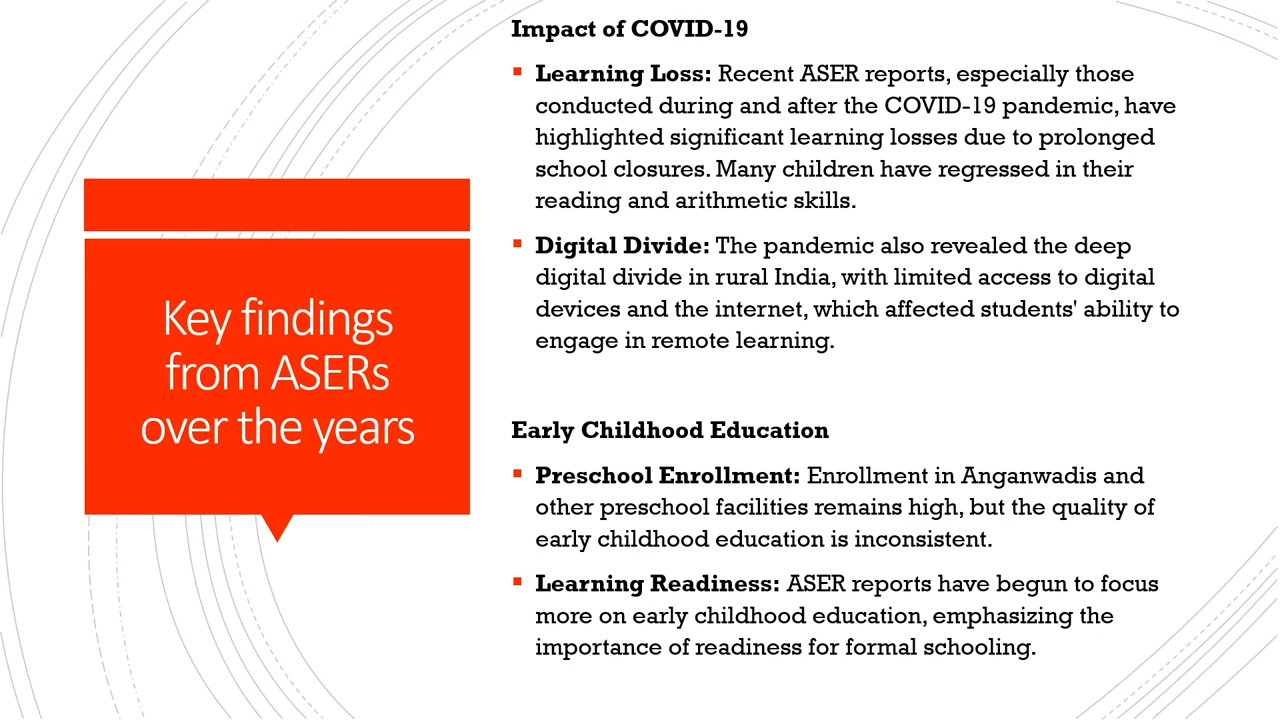 Key findings
from ASERs
over the years
Impact of COVID-19
Learning Loss: Recent ASER reports, especially those
conducted during and after the COVID-19 pandemic, have
highlighted significant learning losses due to prolonged
school closures. Many children have regressed in their
reading and arithmetic skills.
Digital Divide: The pandemic also revealed the deep
digital divide in rural India, with limited access to digital
devices and the internet, which affected students' ability to
engage in remote learning.
Early Childhood Education
Preschool Enrollment: Enrollment in Anganwadis and
other preschool facilities remains high, but the quality of
early childhood education is inconsistent.
Learning Readiness: ASER reports have begun to focus
more on early childhood education, emphasizing the
importance of readiness for formal schooling.